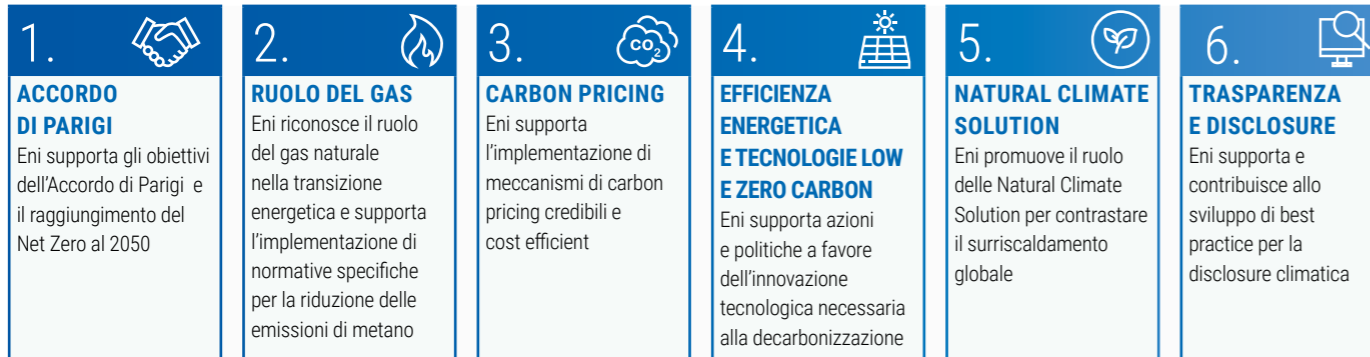 1.
ACCORDO
DI PARIGI
Eni supporta gli obiettivi
dell'Accordo di Parigi e
il raggiungimento del
Net Zero al 2050
2.
RUOLO DEL GAS
Eni riconosce il ruolo
del gas naturale
nella transizione
energetica e supporta
l'implementazione di
normative specifiche
per la riduzione delle
emissioni di metano
3.
CO2
CARBON PRICING
Eni supporta
l'implementazione di
meccanismi di carbon
pricing credibili e
cost efficient
4.
EFFICIENZA
ENERGETICA
E TECNOLOGIE LOW
E ZERO CARBON
Eni supporta azioni
e politiche a favore
dell'innovazione
tecnologica necessaria
alla decarbonizzazione
5.
NATURAL CLIMATE
SOLUTION
Eni promuove il ruolo
delle Natural Climate
Solution per contrastare
il surriscaldamento
globale
6.
TRASPARENZA
E DISCLOSURE
Eni supporta e
contribuisce allo
sviluppo di best
practice per la
disclosure climatica